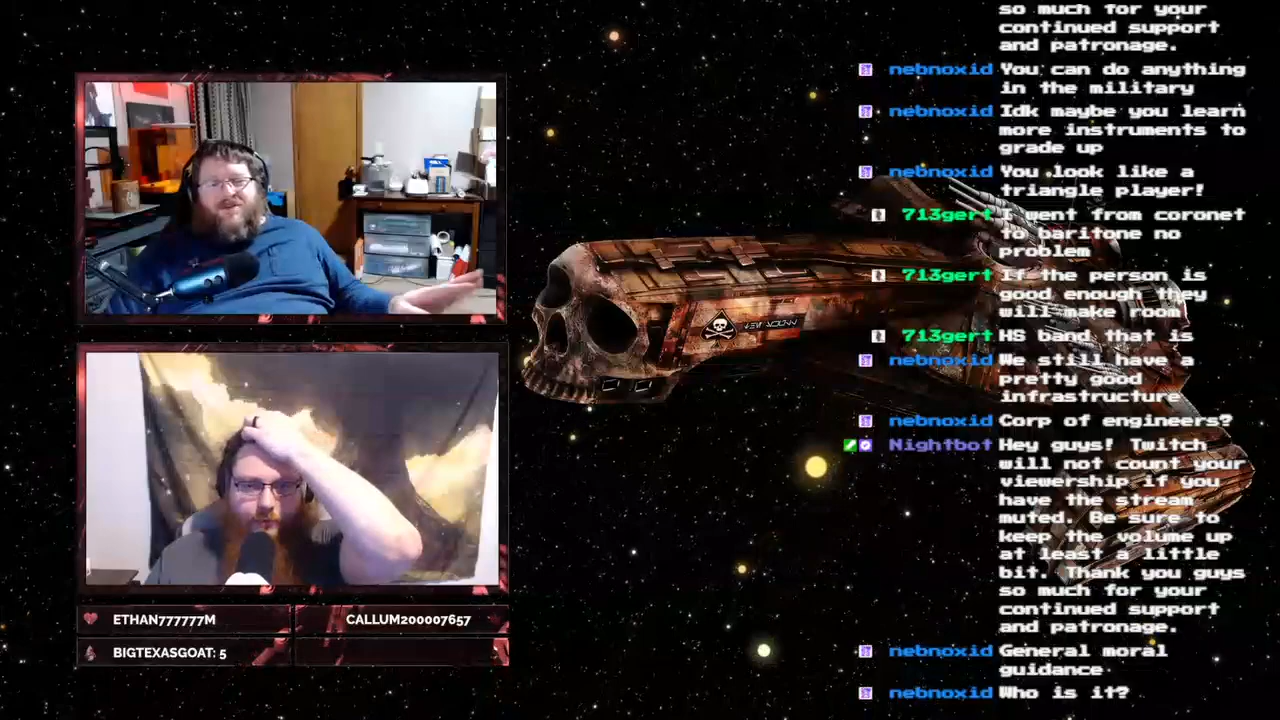 so much for your
continued support
and patronage.
nebnoxid You can do anything
in the military
nebnoxid Idk maybe you learn
more instruments to
grade up
nebnoxid You look like a
triangle player!
713gert I went from coronet
to baritone no
problem
713gert If the person is
good enough they
will make room
713gert HS band that is
nebnoxid We still have a
pretty good
infrastructure
nebnoxid Corp of engineers?
Nightbot Hey guys! Twitch
will not count your
viewership if you
have the stream
muted. Be sure to
keep the volume up
at least a little
bit. Thank you guys
so much for your
continued support
and patronage.
nebnoxid General moral
guidance
nebnoxid Who is it?
ETHAN777777M
CALLUM200007657
BIGTEXASGOAT: 5